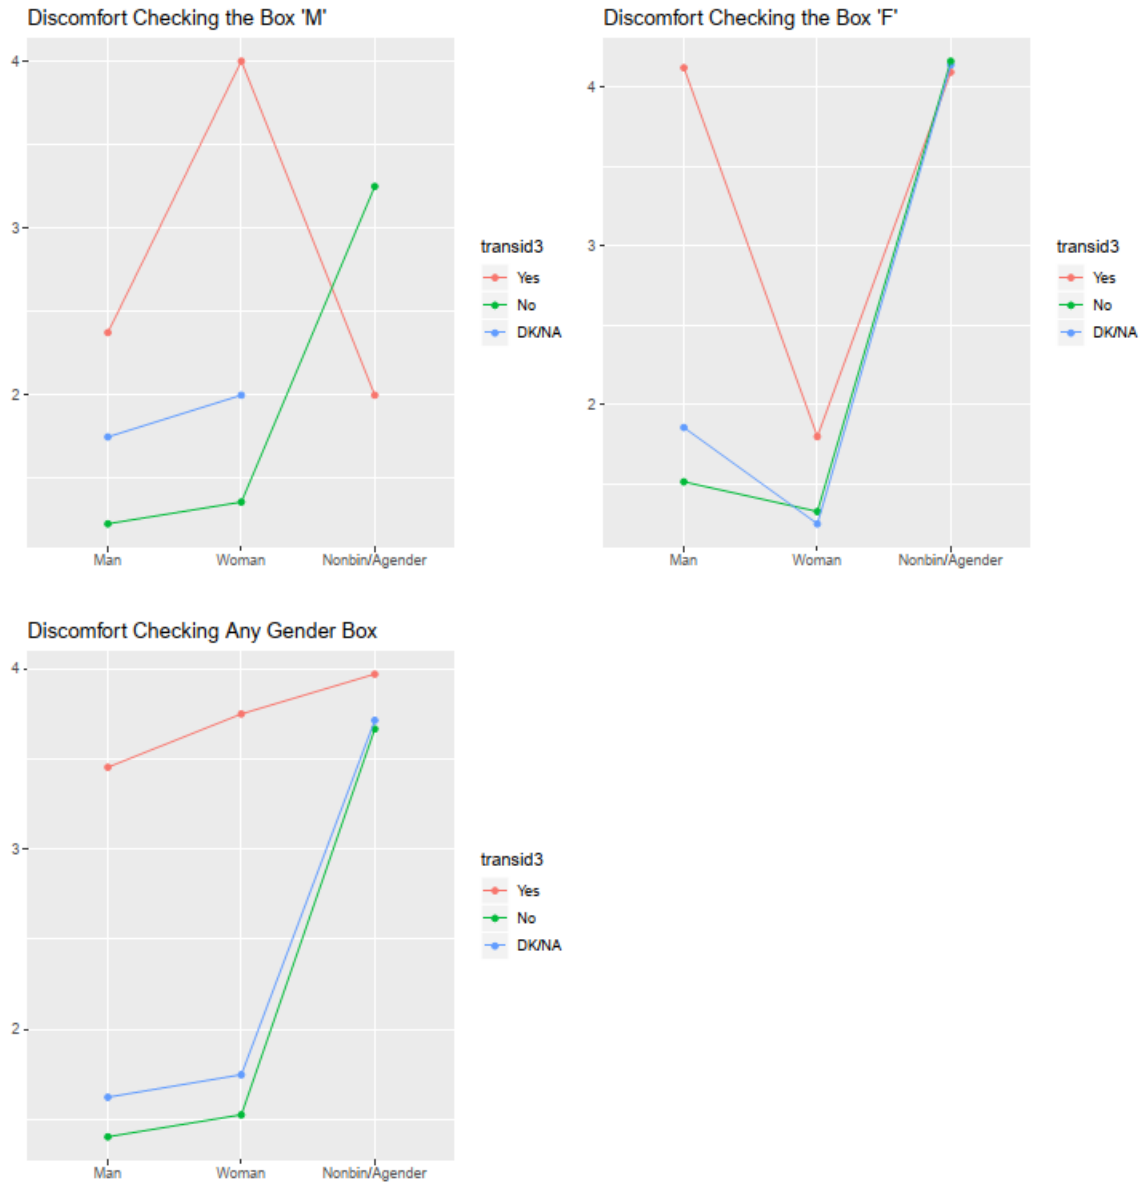 Discomfort Checking the Box 'M'
4
3
2
Man Woman Nonbin/Agender
transid3
Yes
No
DK/NA
Discomfort Checking the Box 'F'
4
3
2
Man Woman Nonbin/Agender
transid3
Yes
No
DK/NA
Discomfort Checking Any Gender Box
4
3
2
Man Woman Nonbin/Agender
transid3
Yes
No
DK/NA